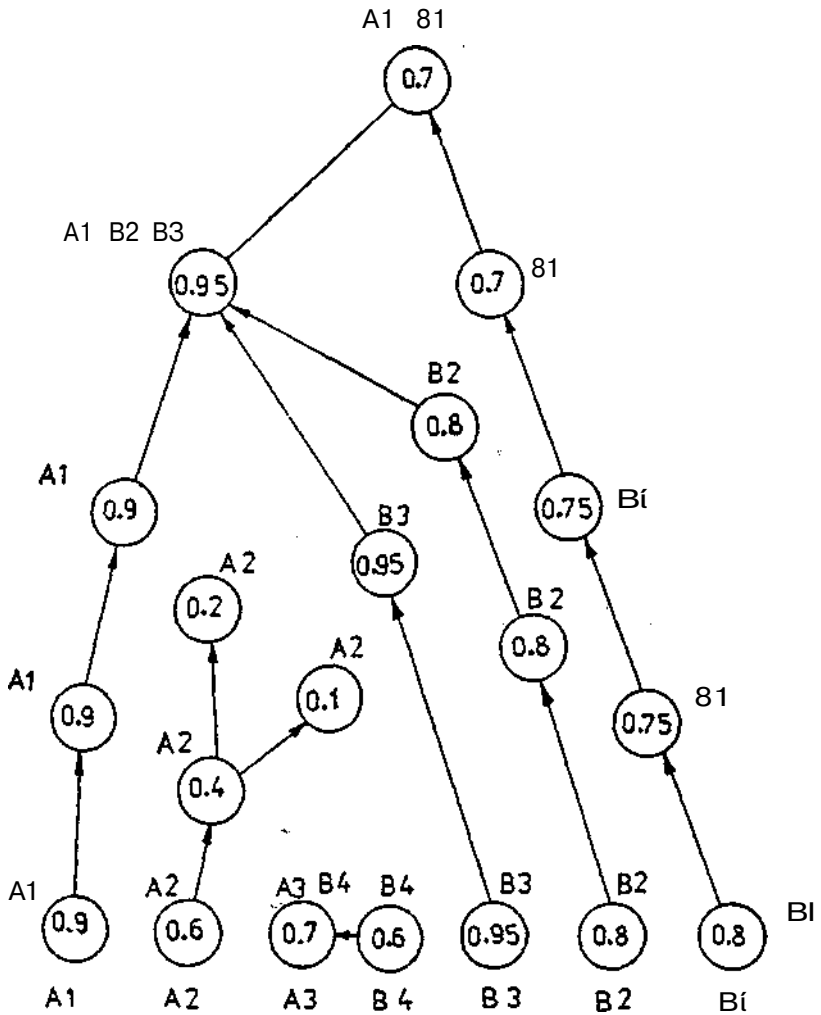 A1 81
0.7
A1 B2 B3
0.95
0.7 81
B2
0.8
A1
0.9
B3
0.95
0.75 Bí
A2
0.2
B2
0.8
A2
0.1
A1
0.9
81
0.75
A2
0.4
A1
0.9
A2
0.6
A3 B4
0.7
B4
0.6
B3
0.95
B2
0.8
0.8
BI
A1 A2 A3 B4 B3 B2 Bí